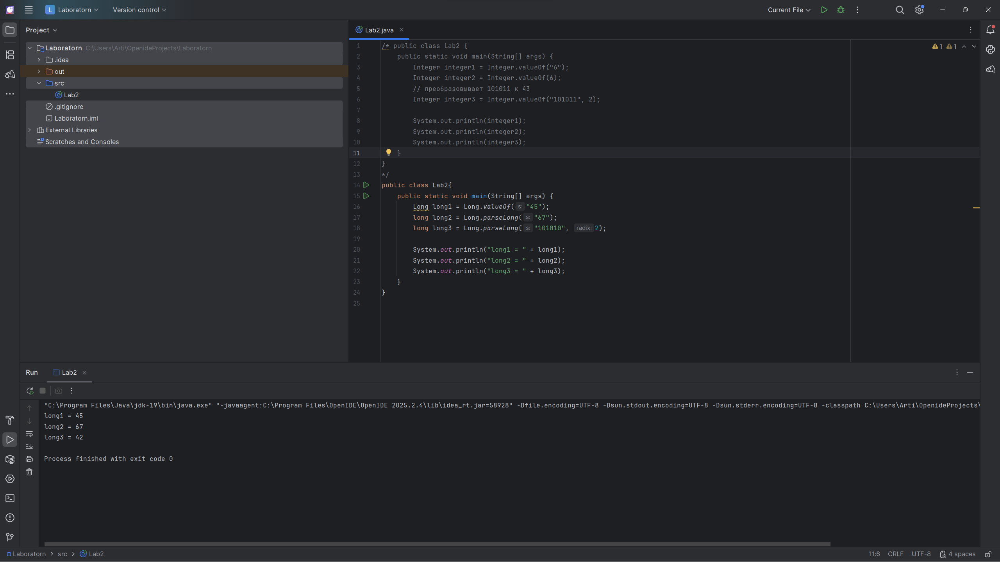 L Laboratorn Version control Current File
Project
Laboratorn C:\Users\Arti\OpenideProjects\Laboratorn
.idea
out
src
Lab2
.gitignore
Laboratorn.iml
External Libraries
Scratches and Consoles
Lab2.java
1 1
1 /* public class Lab2 {
2 public static void main(String[] args) {
3 Integer integer1 = Integer.valueOf("6");
4 Integer integer2 = Integer.valueOf(6);
5 // преобразовывает 101011 к 43
6 Integer integer3 = Integer.valueOf("101011", 2);
7
8 System.out.println(integer1);
9 System.out.println(integer2);
10 System.out.println(integer3);
11 }
12 }
13 */
14 public class Lab2{
15 public static void main(String[] args) {
16 Long long1 = Long.valueOf( s: "45");
17 long long2 = Long.parseLong( s: "67");
18 long long3 = Long.parseLong( s: "101010", radix: 2);
19
20 System.out.println("long1 = " + long1);
21 System.out.println("long2 = " + long2);
22 System.out.println("long3 = " + long3);
23 }
24 }
25
Run Lab2
"C:\Program Files\Java\jdk-19\bin\java.exe" "-javaagent:C:\Program Files\OpenIDE\OpenIDE 2025.2.4\lib\idea_rt.jar=58928" -Dfile.encoding=UTF-8 -Dsun.stdout.encoding=UTF-8 -Dsun.stderr.encoding=UTF-8 -classpath C:\Users\Arti\OpenideProjects\
long1 = 45
long2 = 67
long3 = 42
Process finished with exit code 0
Laboratorn > src > Lab2 11:6 CRLF UTF-8 4 spaces